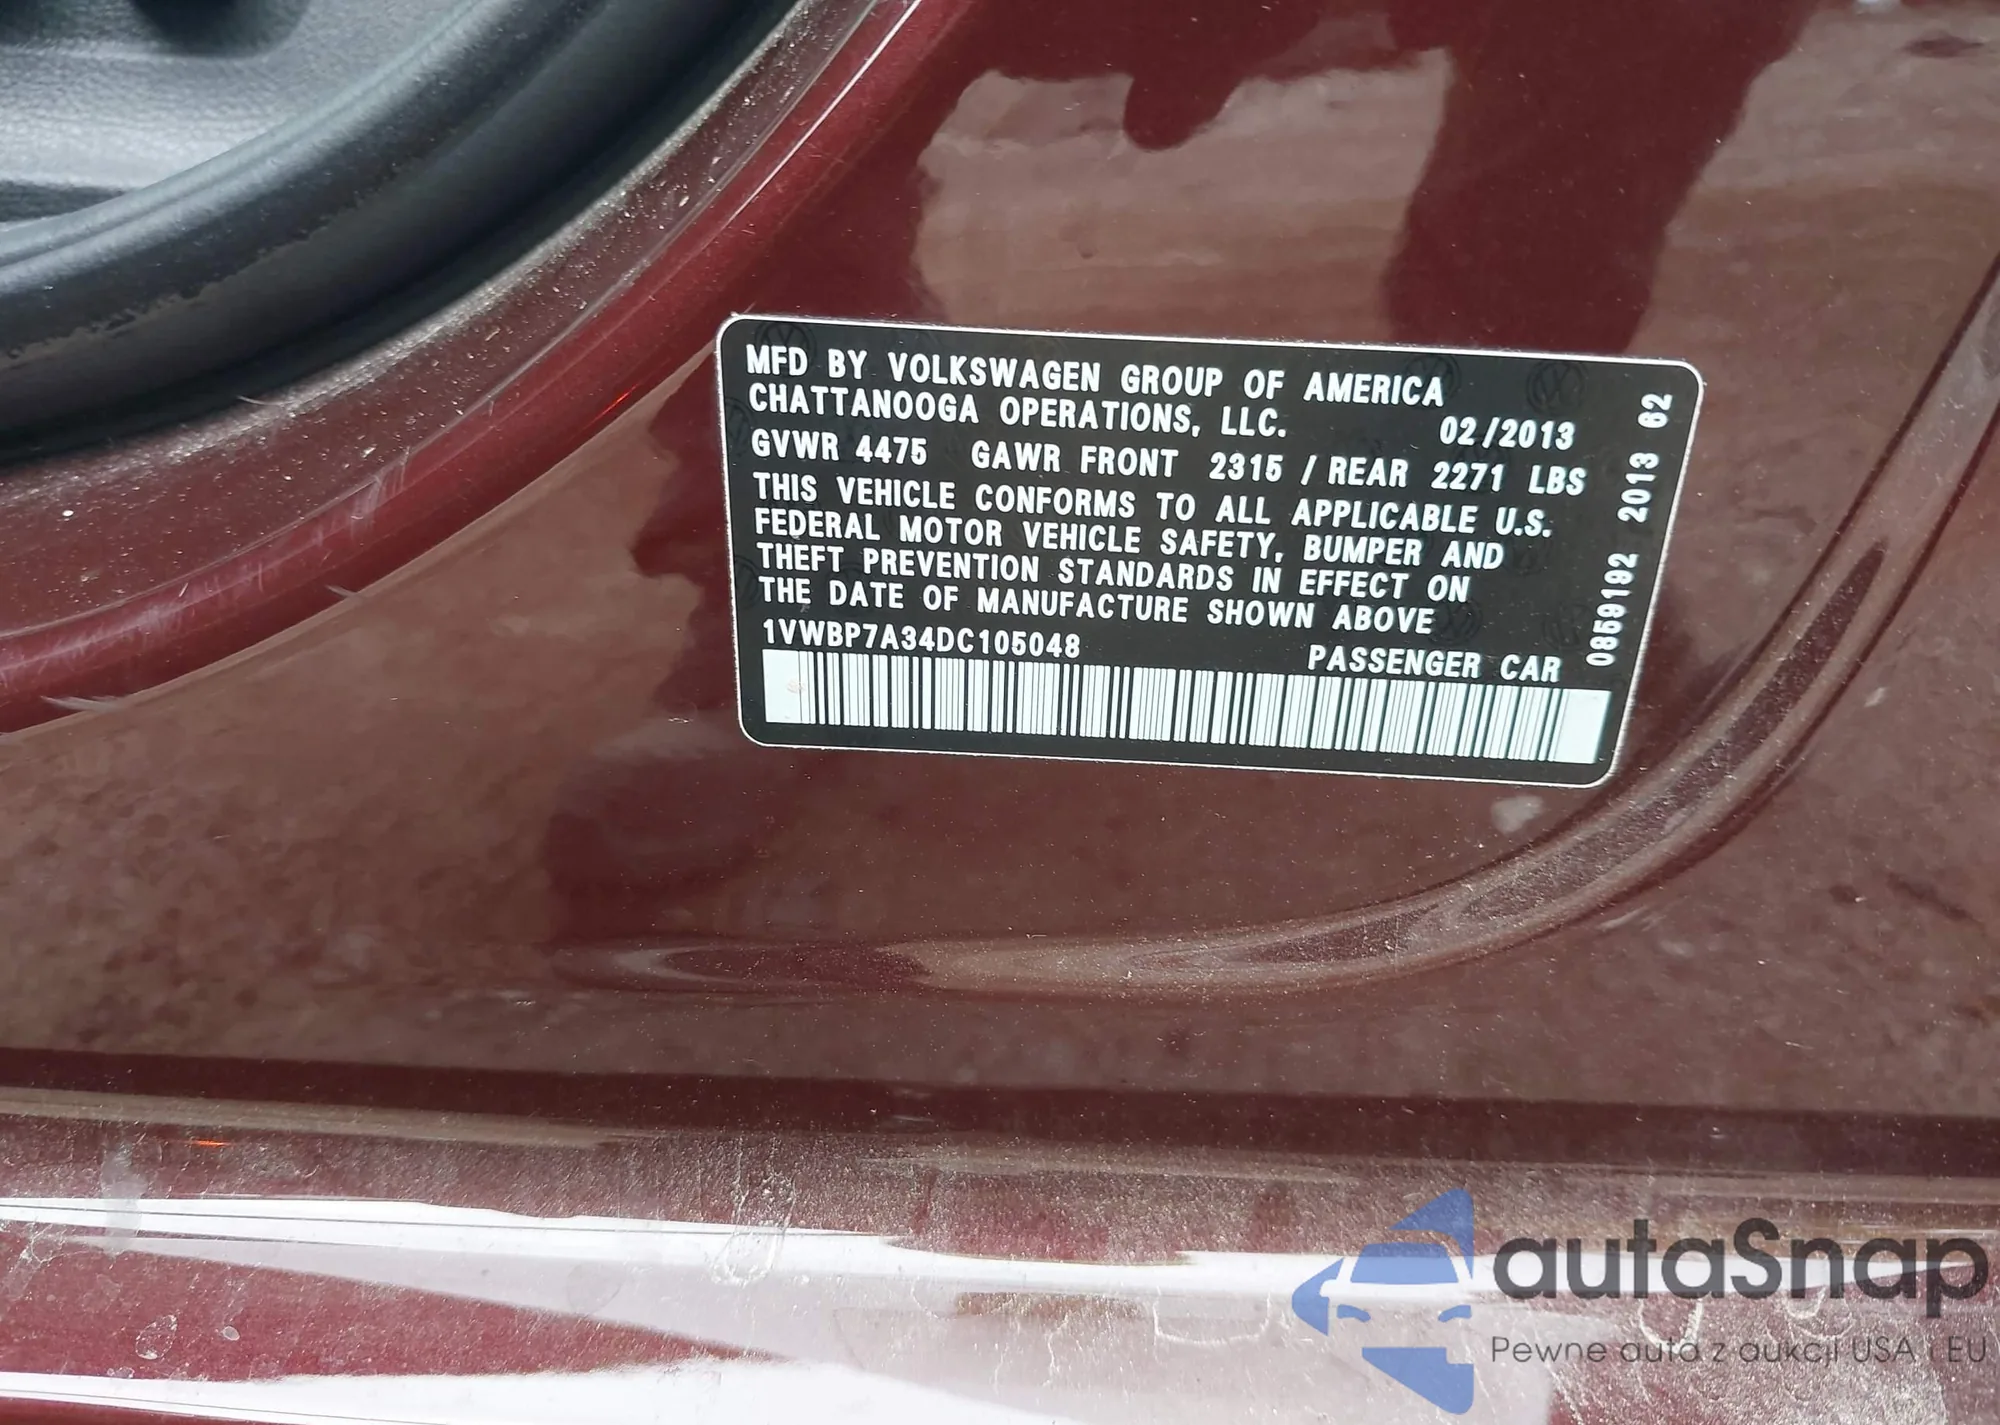 MFD BY VOLKSWAGEN GROUP OF AMERICA
CHATTANOOGA OPERATIONS, LLC. 02/2013
GVWR 4475 GAWR FRONT 2315 / REAR 2271 LBS
THIS VEHICLE CONFORMS TO ALL APPLICABLE U.S.
FEDERAL MOTOR VEHICLE SAFETY, BUMPER AND
THEFT PREVENTION STANDARDS IN EFFECT ON
THE DATE OF MANUFACTURE SHOWN ABOVE
1VWBP7A34DC105048 PASSENGER CAR
0859192 2013 62
autaSnap
Pewne auta z aukcji USA i EU